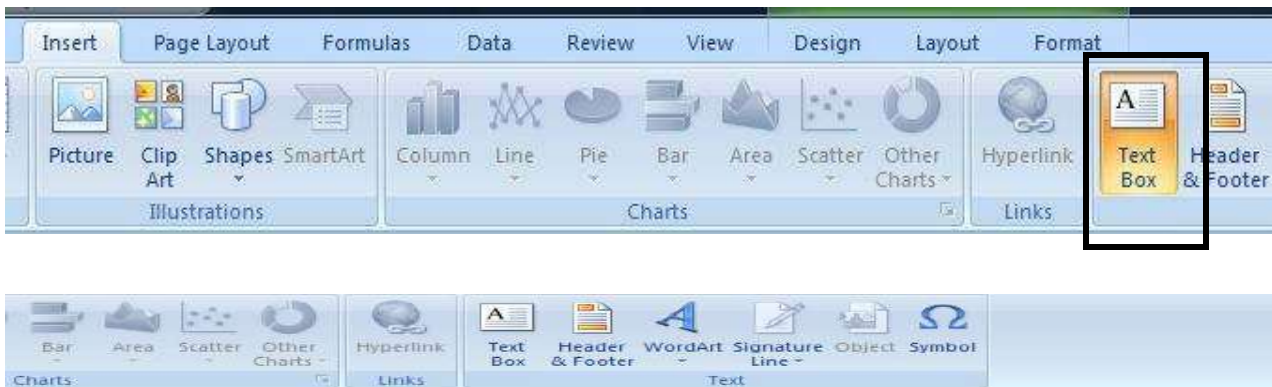 Insert Page Layout Formulas Data Review View Design Layout Format
Picture Clip Art Shapes SmartArt Column Line Pie Bar Area Scatter Other Charts Hyperlink A Text Box Header & Footer
Illustrations Charts Links
A A Ω
Bar Area Scatter Other Charts Hyperlink Text Box Header & Footer WordArt Signature Line Object Symbol
Charts Links Text